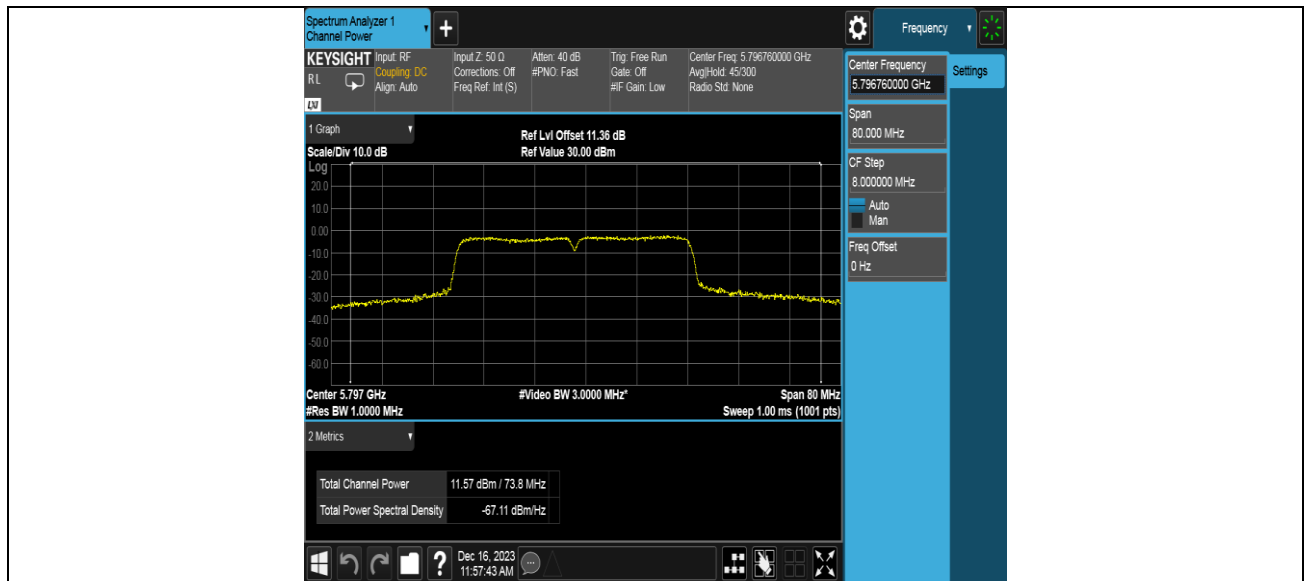 Spectrum Analyzer 1
Channel Power
+
Frequency
KEYSIGHT
RL
LXI
Input: RF
Coupling: DC
Align: Auto
Input Z: 50 Ω
Corrections: Off
Freq Ref: Int (S)
Atten: 40 dB
#PNO: Fast
Trig: Free Run
Gate: Off
#IF Gain: Low
Center Freq: 5.796760000 GHz
Avg|Hold: 45/300
Radio Std: None
Center Frequency
5.796760000 GHz
Settings
Span
80.000 MHz
CF Step
8.000000 MHz
Auto
Man
Freq Offset
0 Hz
1 Graph
Scale/Div 10.0 dB
Ref Lvl Offset 11.36 dB
Ref Value 30.00 dBm
Log
20.0
10.0
0.00
-10.0
-20.0
-30.0
-40.0
-50.0
-60.0
Center 5.797 GHz
#Video BW 3.0000 MHz*
Span 80 MHz
#Res BW 1.0000 MHz
Sweep 1.00 ms (1001 pts)
2 Metrics
Total Channel Power 11.57 dBm / 73.8 MHz
Total Power Spectral Density -67.11 dBm/Hz
?
Dec 16, 2023
11:57:43 AM